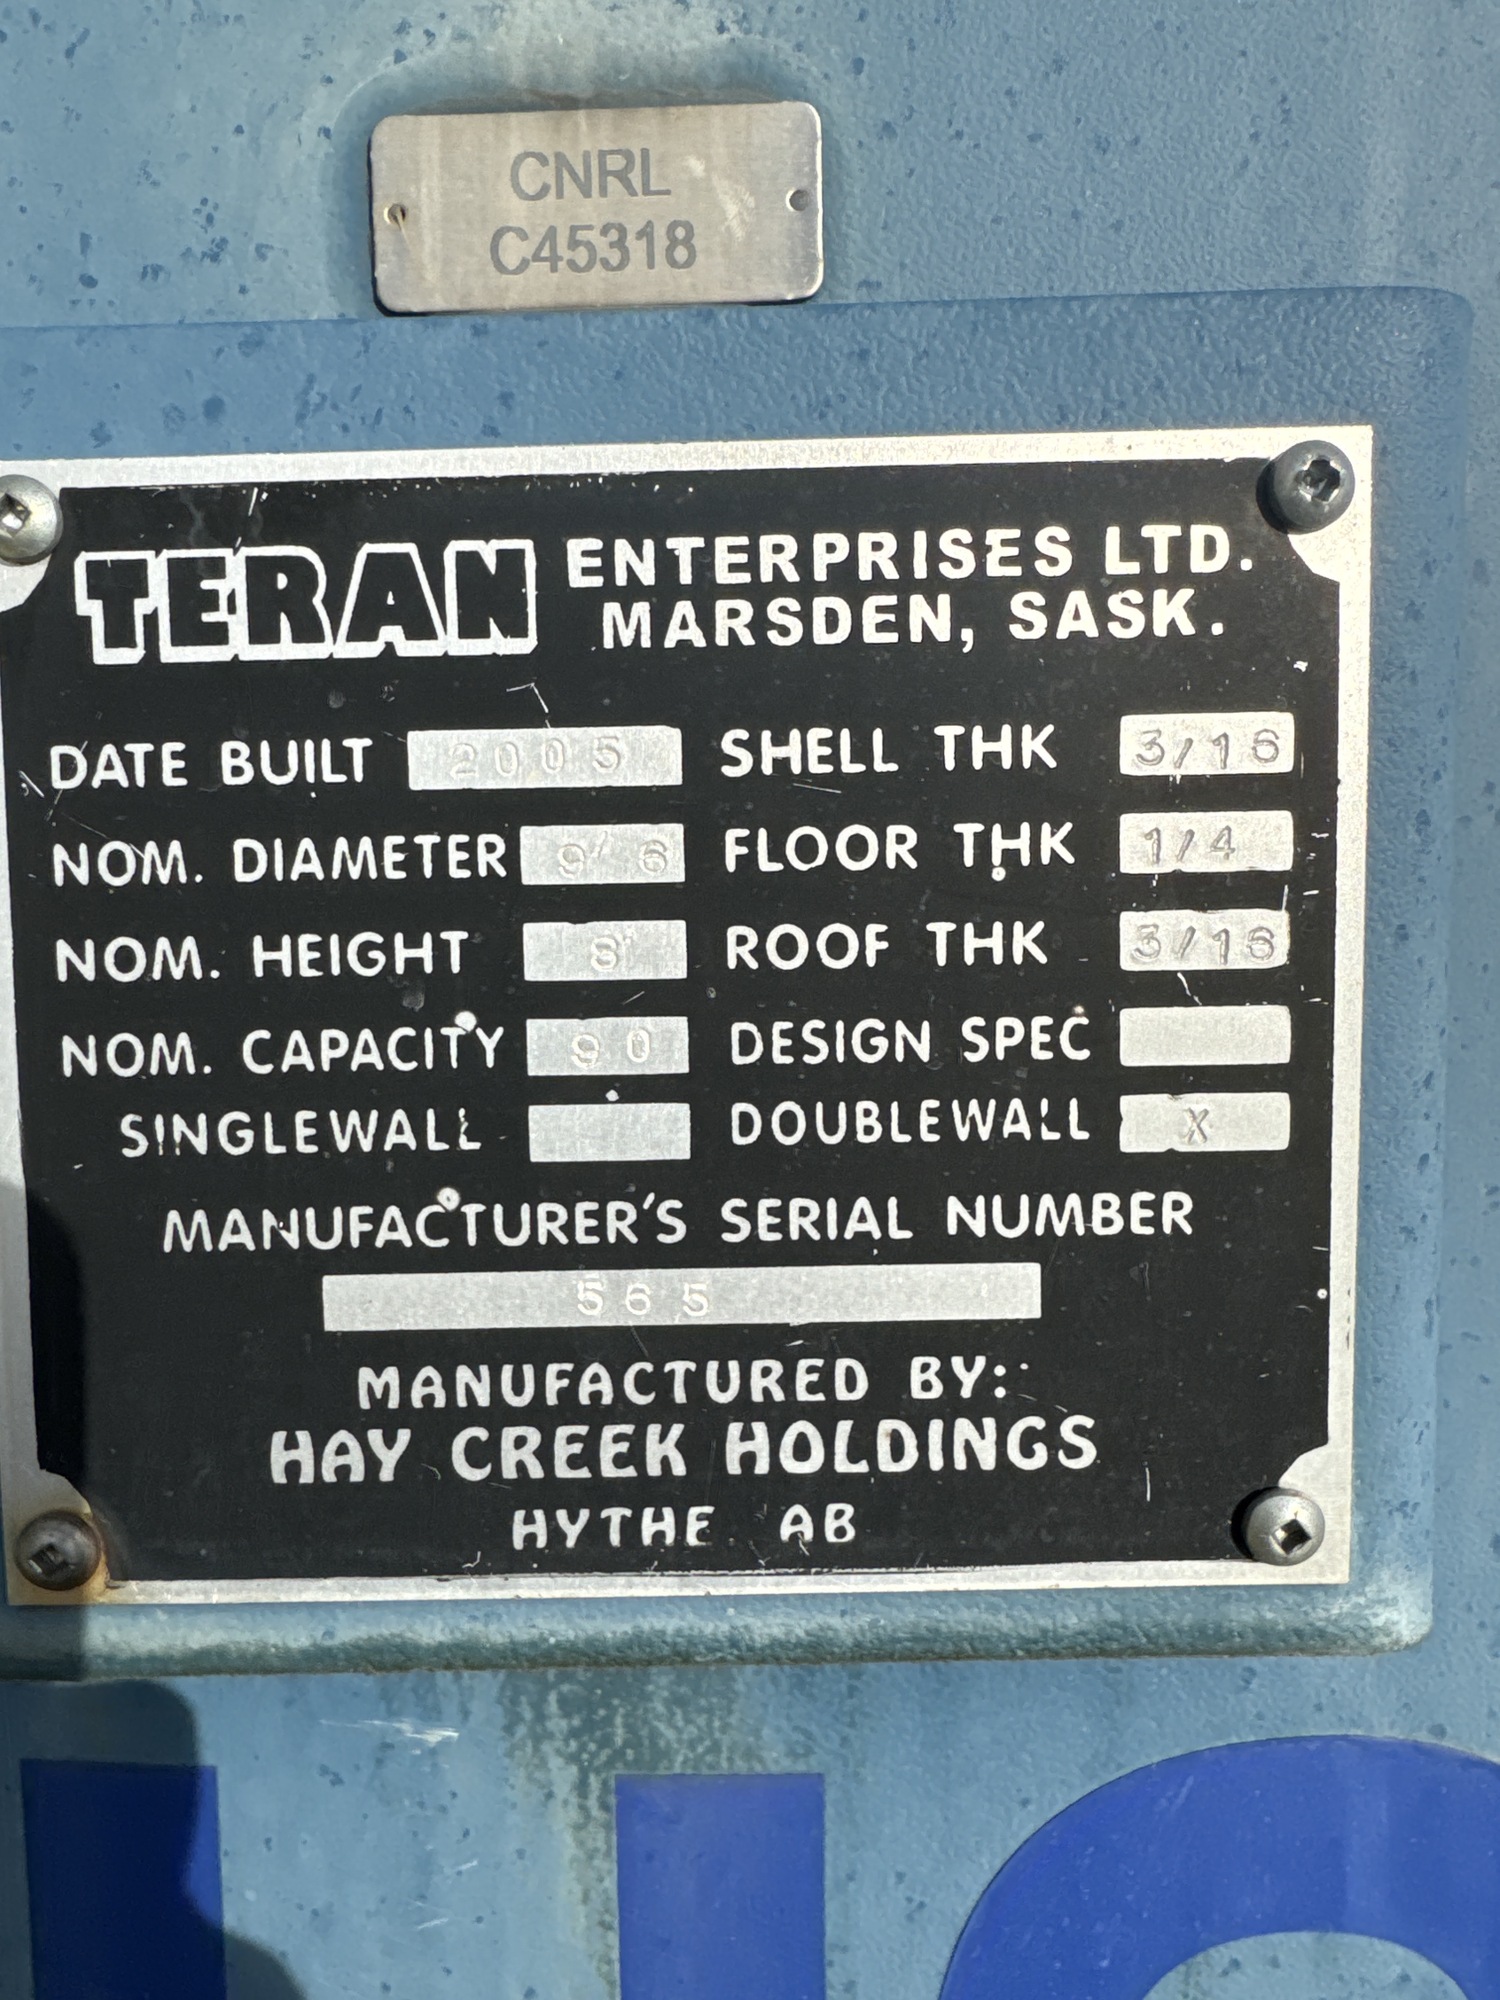 CNRL
C45318
TERAN ENTERPRISES LTD.
MARSDEN, SASK.
DATE BUILT 2005 SHELL THK 3/16
NOM. DIAMETER 9' 6 FLOOR THK 1/4
NOM. HEIGHT 8' ROOF THK 3/16
NOM. CAPACITY 90 DESIGN SPEC
SINGLEWALL DOUBLEWALL X
MANUFACTURER'S SERIAL NUMBER
565
MANUFACTURED BY:
HAY CREEK HOLDINGS
HYTHE AB